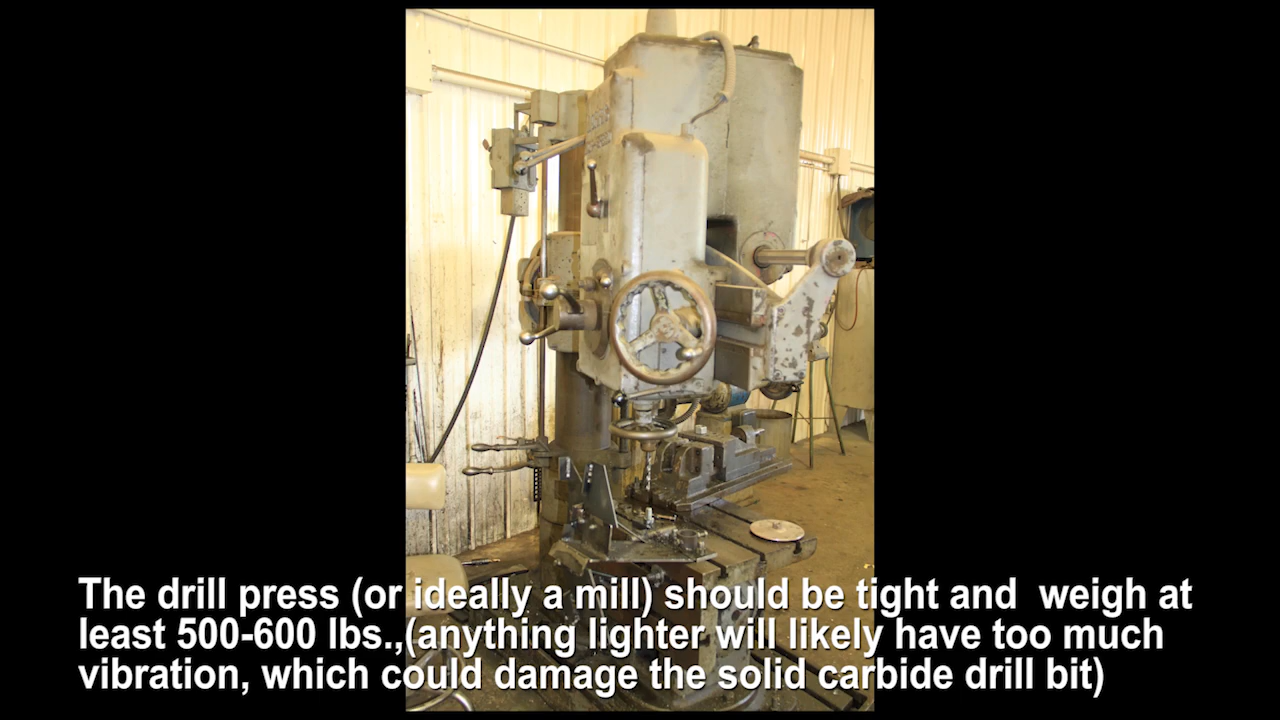 The drill press (or ideally a mill) should be tight and  weigh at
least 500-600 lbs.,(anything lighter will likely have too much
vibration, which could damage the solid carbide drill bit)